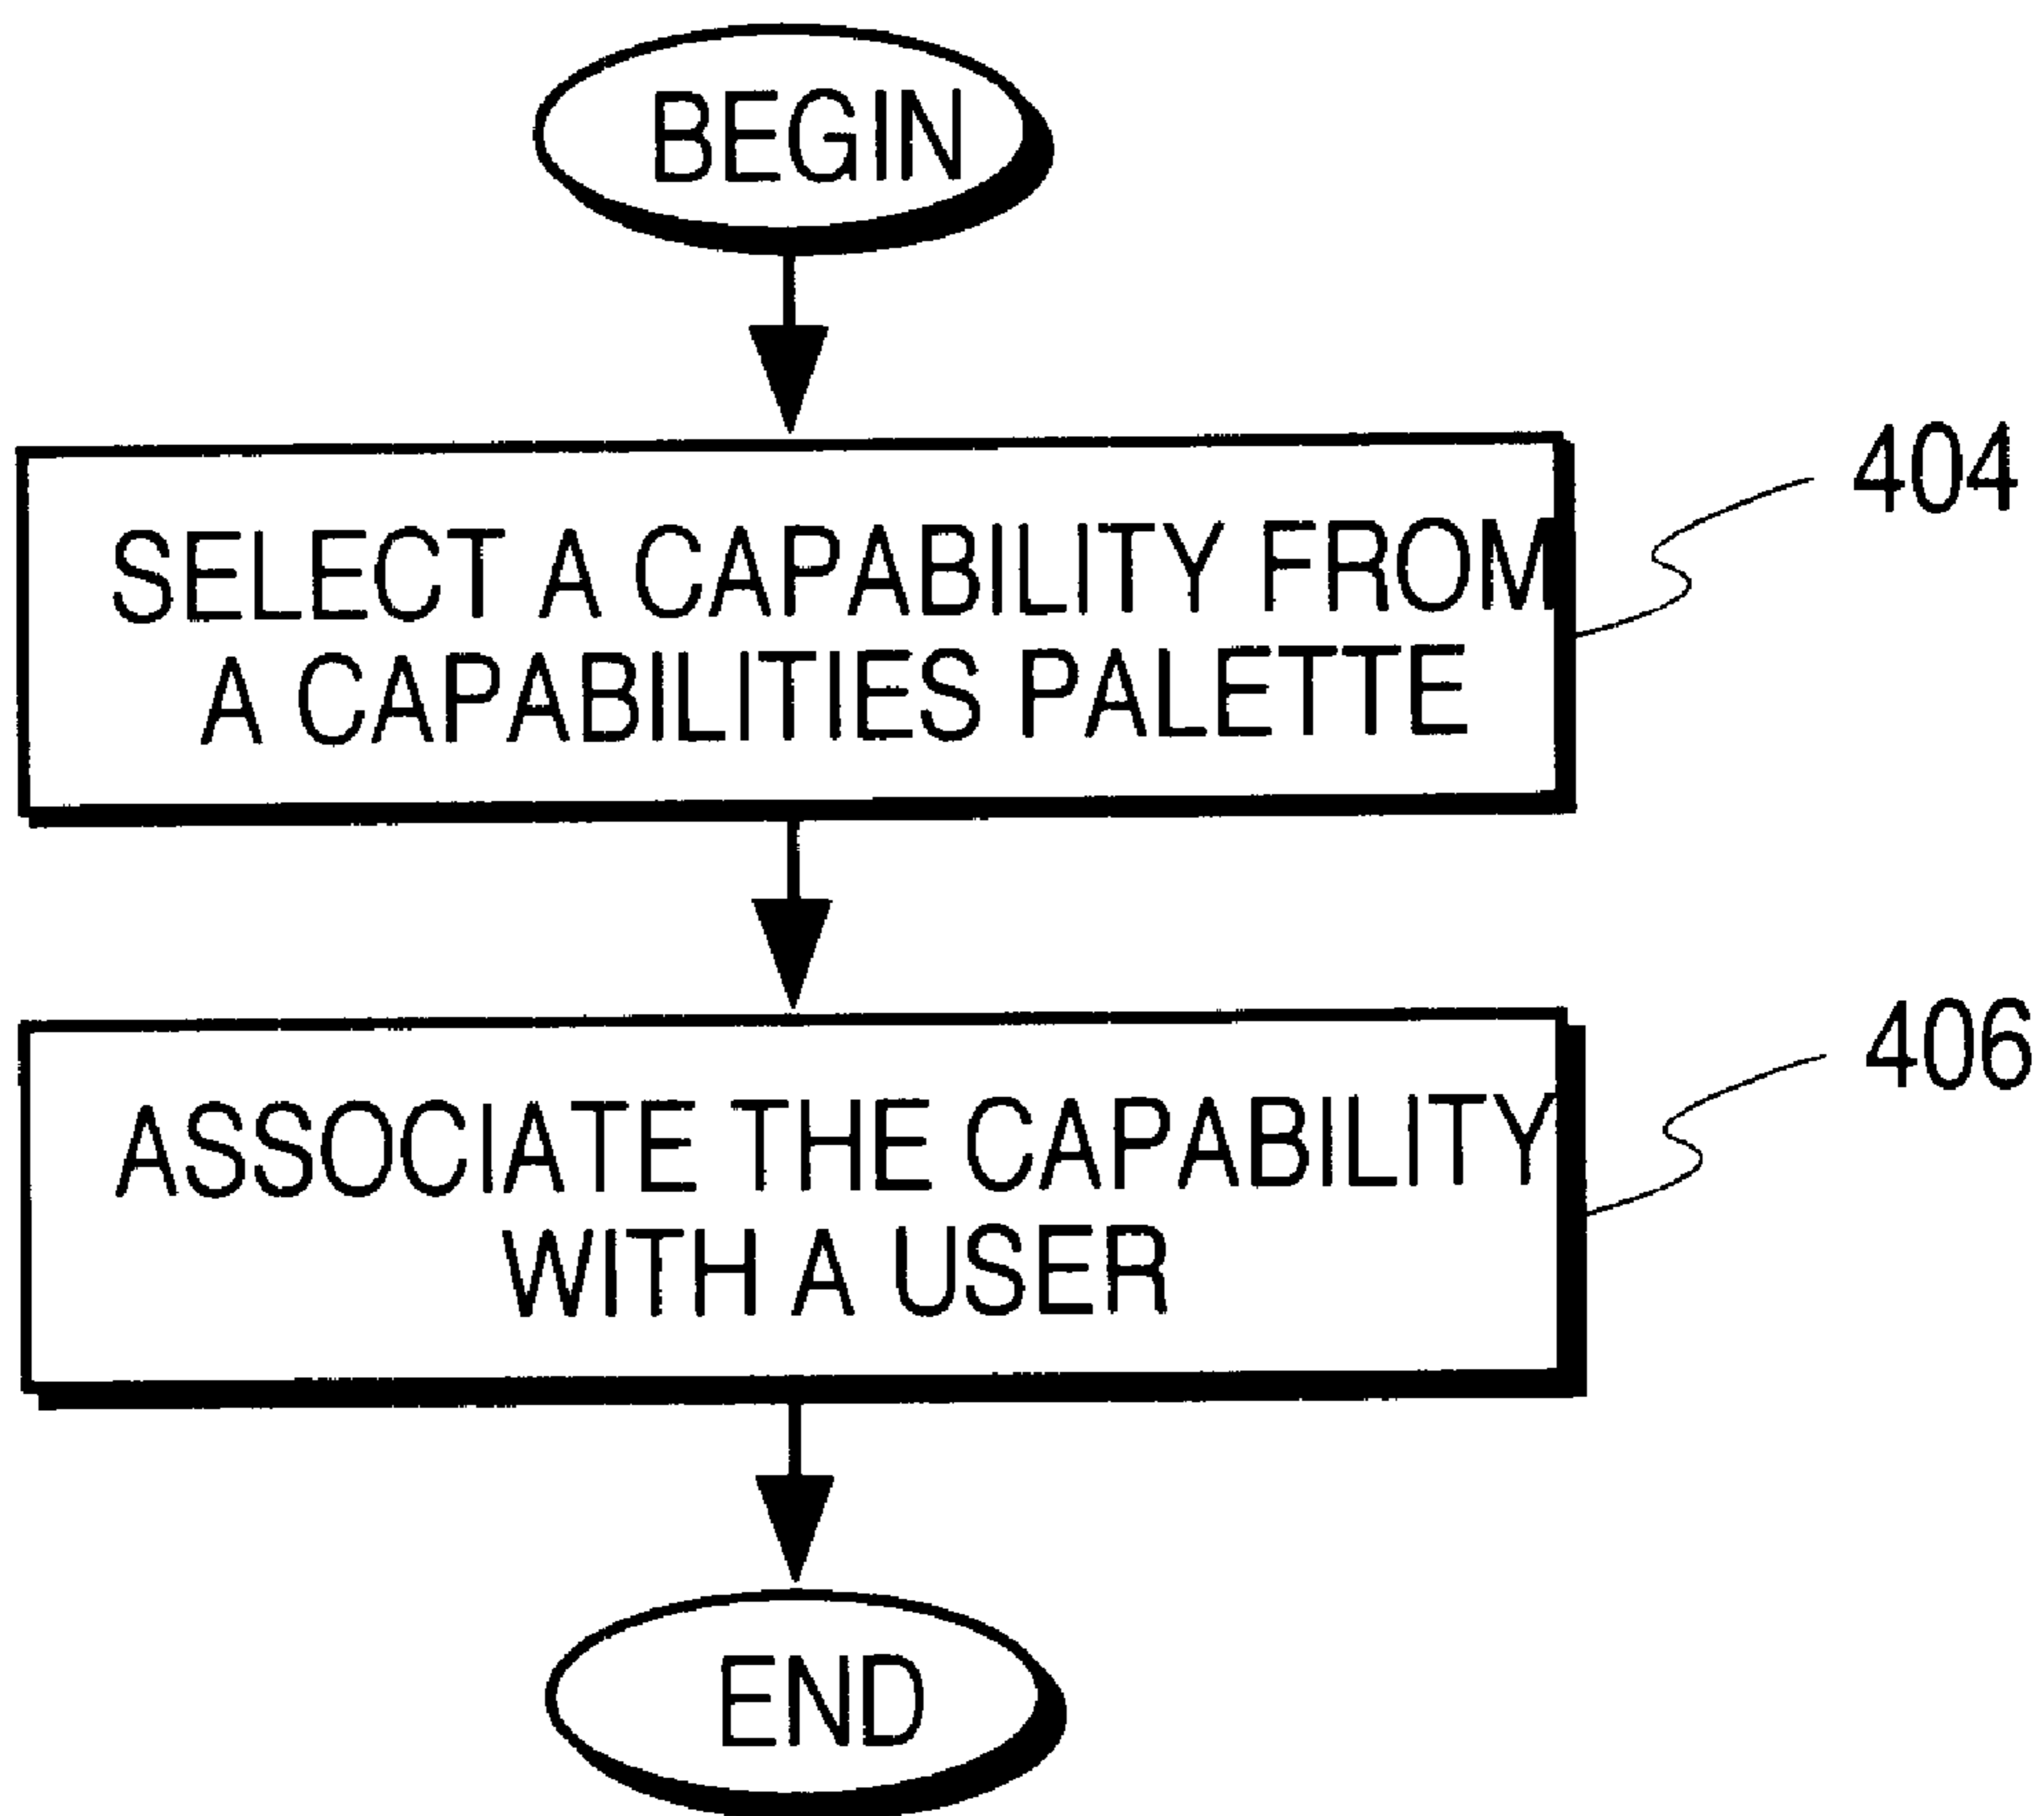 BEGIN
404
SELECT A CAPABILITY FROM
A CAPABILITIES PALETTE
406
ASSOCIATE THE CAPABILITY
WITH A USER
END